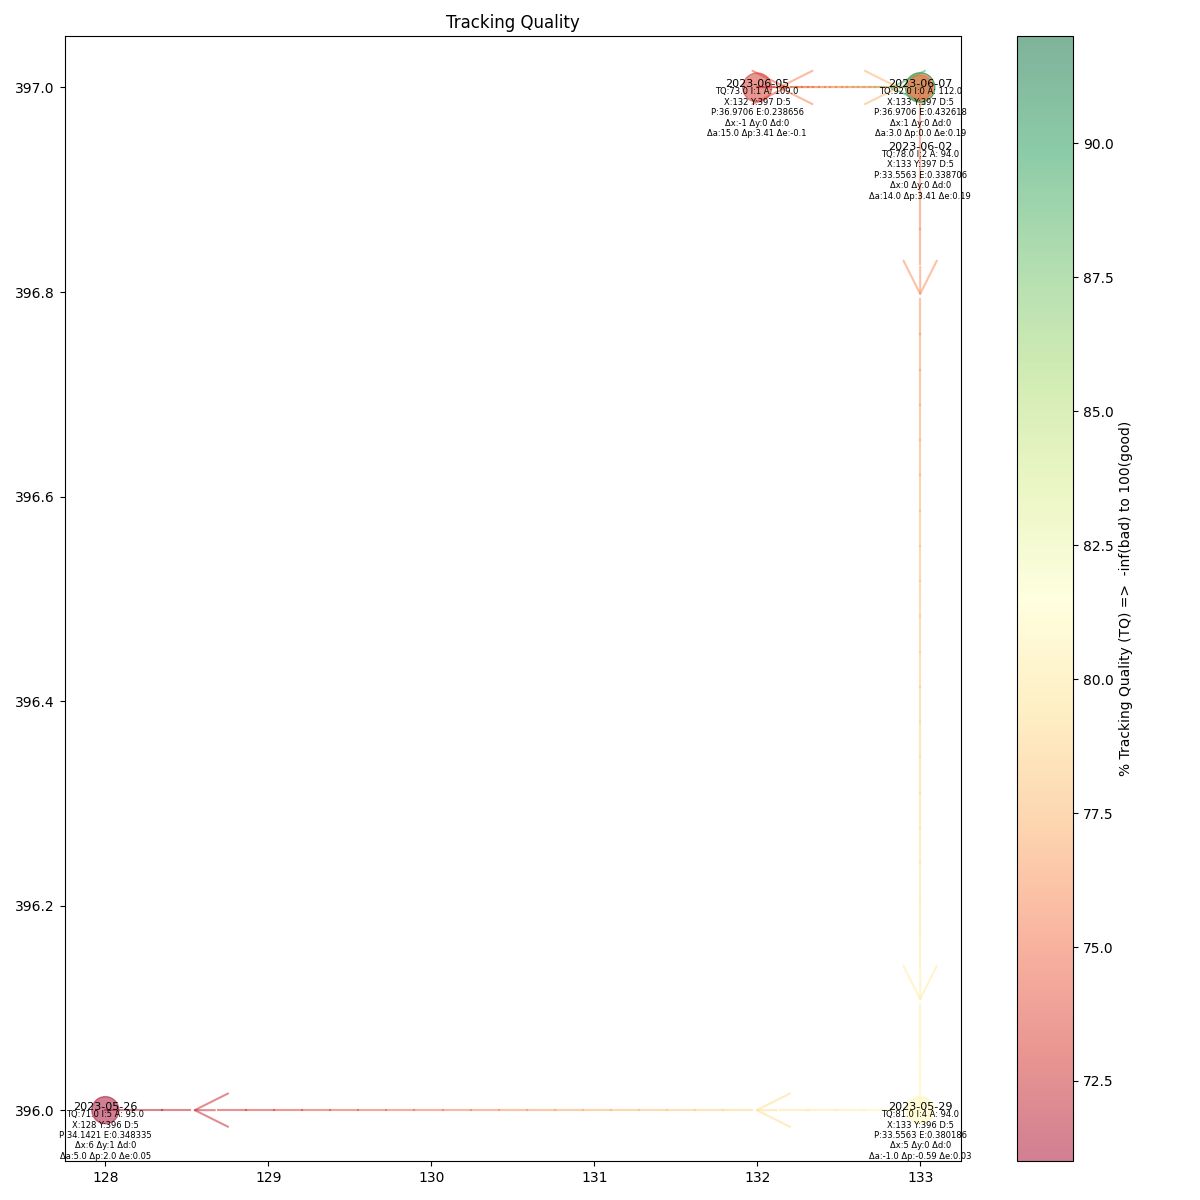 Tracking Quality
397.0
396.8
396.6
396.4
396.2
396.0
128
129
130
131
132
133
2023-06-05
TQ:73.0 I:1 A: 109.0
X:132 Y:397 D:5
P:36.9706 E:0.238656
Δx:-1 Δy:0 Δd:0
Δa:15.0 Δp:3.41 Δe:-0.1
2023-06-07
TQ:92.0 I:0 A: 112.0
X:133 Y:397 D:5
P:36.9706 E:0.432618
Δx:1 Δy:0 Δd:0
Δa:3.0 Δp:0.0 Δe:0.19
2023-06-02
TQ:78.0 I:2 A: 94.0
X:133 Y:397 D:5
P:33.5563 E:0.338706
Δx:0 Δy:0 Δd:0
Δa:14.0 Δp:3.41 Δe:0.19
2023-05-26
TQ:71.0 I:5 A: 95.0
X:128 Y:396 D:5
P:34.1421 E:0.348335
Δx:6 Δy:1 Δd:0
Δa:5.0 Δp:2.0 Δe:0.05
2023-05-29
TQ:81.0 I:4 A: 94.0
X:133 Y:396 D:5
P:33.5563 E:0.380186
Δx:5 Δy:0 Δd:0
Δa:-1.0 Δp:-0.59 Δe:0.03
90.0
87.5
85.0
82.5
80.0
77.5
75.0
72.5
% Tracking Quality (TQ) => -inf(bad) to 100(good)